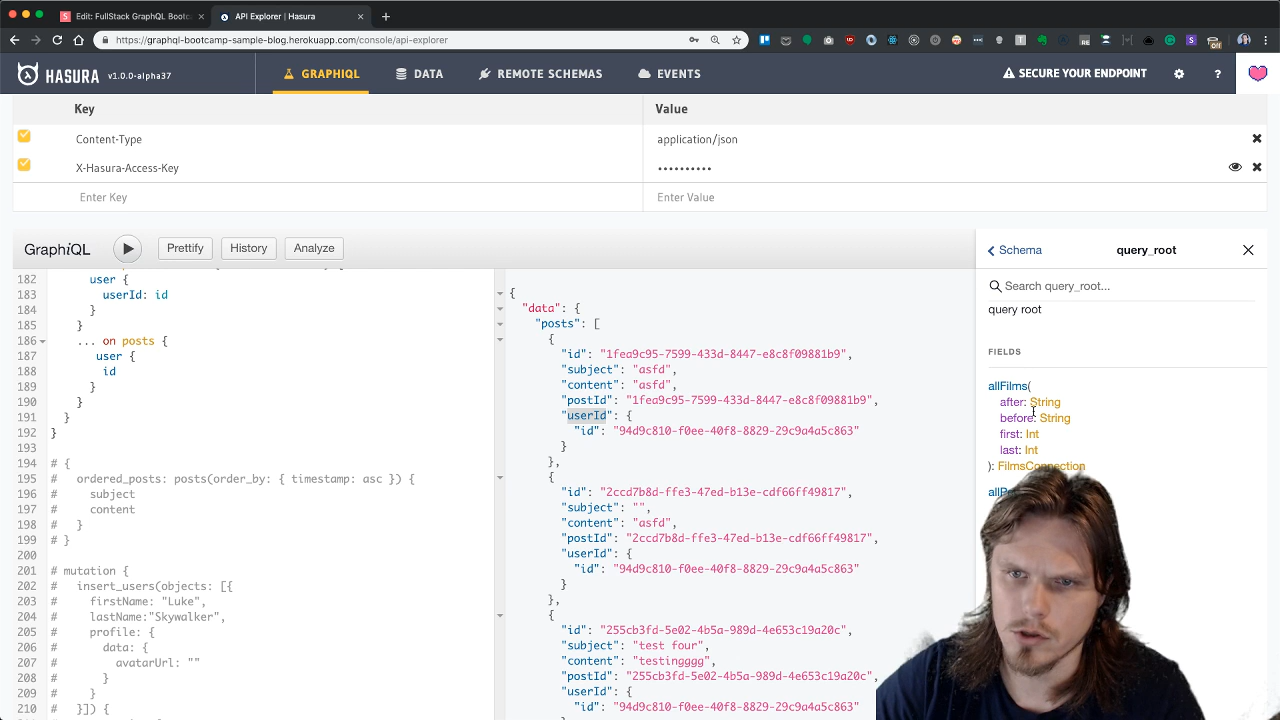 Edit: FullStack GraphQL Bootc
API Explorer | Hasura
https://graphql-bootcamp-sample-blog.herokuapp.com/console/api-explorer
HASURA v1.0.0-alpha37
GRAPHIQL
DATA
REMOTE SCHEMAS
EVENTS
SECURE YOUR ENDPOINT
?
Key Value
Content-Type application/json
X-Hasura-Access-Key ••••••••••
Enter Key Enter Value
GraphiQL
Prettify
History
Analyze
182 user {
183 userId: id
184 }
185 }
186 ... on posts {
187 user {
188 id
189 }
190 }
191 }
192 }
193
194 # {
195 # ordered_posts: posts(order_by: { timestamp: asc }) {
196 # subject
197 # content
198 # }
199 # }
200
201 # mutation {
202 # insert_users(objects: [{
203 # firstName: "Luke",
204 # lastName:"Skywalker",
205 # profile: {
206 # data: {
207 # avatarUrl: ""
208 # }
209 # }
210 # }]) {
{
"data": {
"posts": [
{
"id": "1fea9c95-7599-433d-8447-e8c8f09881b9",
"subject": "asfd",
"content": "asfd",
"postId": "1fea9c95-7599-433d-8447-e8c8f09881b9",
"userId": {
"id": "94d9c810-f0ee-40f8-8829-29c9a4a5c863"
}
},
{
"id": "2ccd7b8d-ffe3-47ed-b13e-cdf66ff49817",
"subject": "",
"content": "asfd",
"postId": "2ccd7b8d-ffe3-47ed-b13e-cdf66ff49817",
"userId": {
"id": "94d9c810-f0ee-40f8-8829-29c9a4a5c863"
}
},
{
"id": "255cb3fd-5e02-4b5a-989d-4e653c19a20c",
"subject": "test four",
"content": "testingggg",
"postId": "255cb3fd-5e02-4b5a-989d-4e653c19a20c",
"userId": {
"id": "94d9c810-f0ee-40f8-8829-29c9a4a5c863"
Schema
query_root
Search query_root...
query root
FIELDS
allFilms(
after: String
before: String
first: Int
last: Int
): FilmsConnection